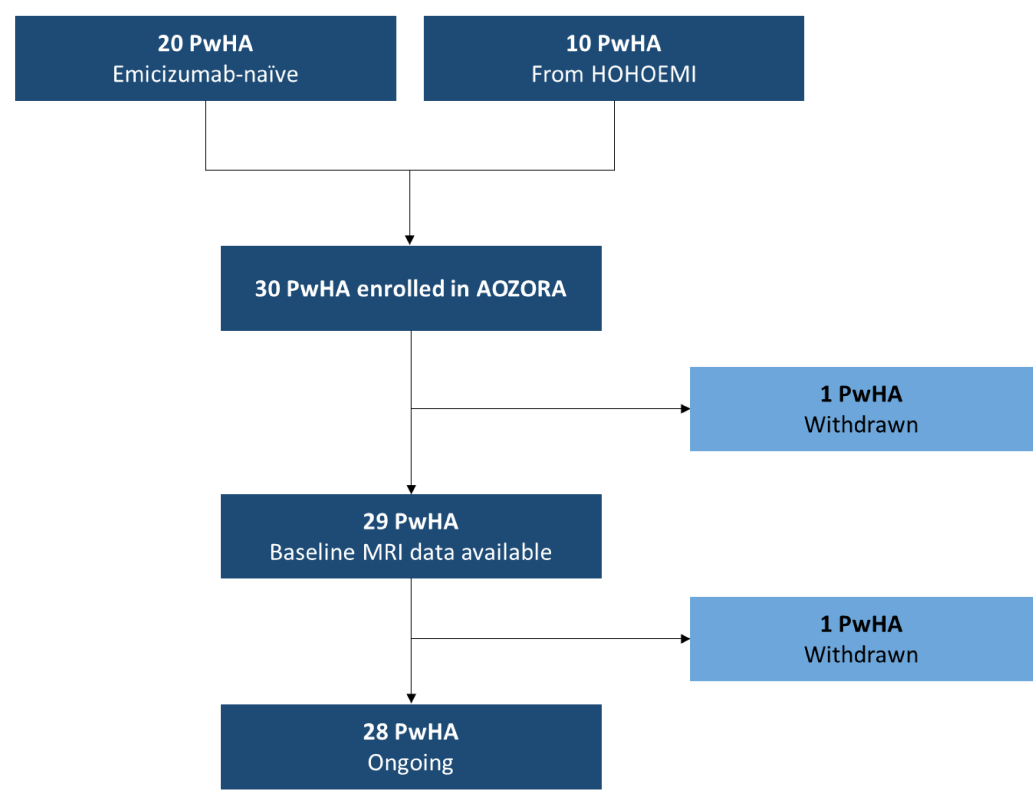 20 PwHA
Emicizumab-naïve
10 PwHA
From HOHOEMI
30 PwHA enrolled in AOZORA
1 PwHA
Withdrawn
29 PwHA
Baseline MRI data available
1 PwHA
Withdrawn
28 PwHA
Ongoing